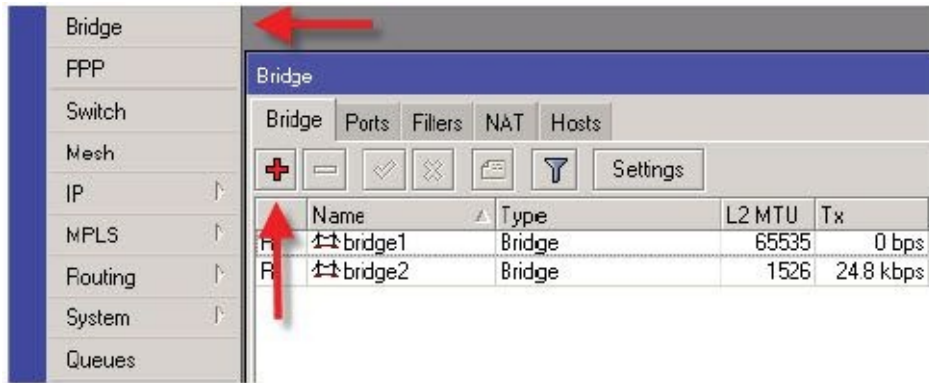 Bridge
PPP
Switch
Mesh
IP
MPLS
Routing
System
Queues
Bridge
Bridge Ports Filters NAT Hosts
Settings
Name Type L2 MTU Tx
R bridge1 Bridge 65535 0 bps
R bridge2 Bridge 1526 24.8 kbps